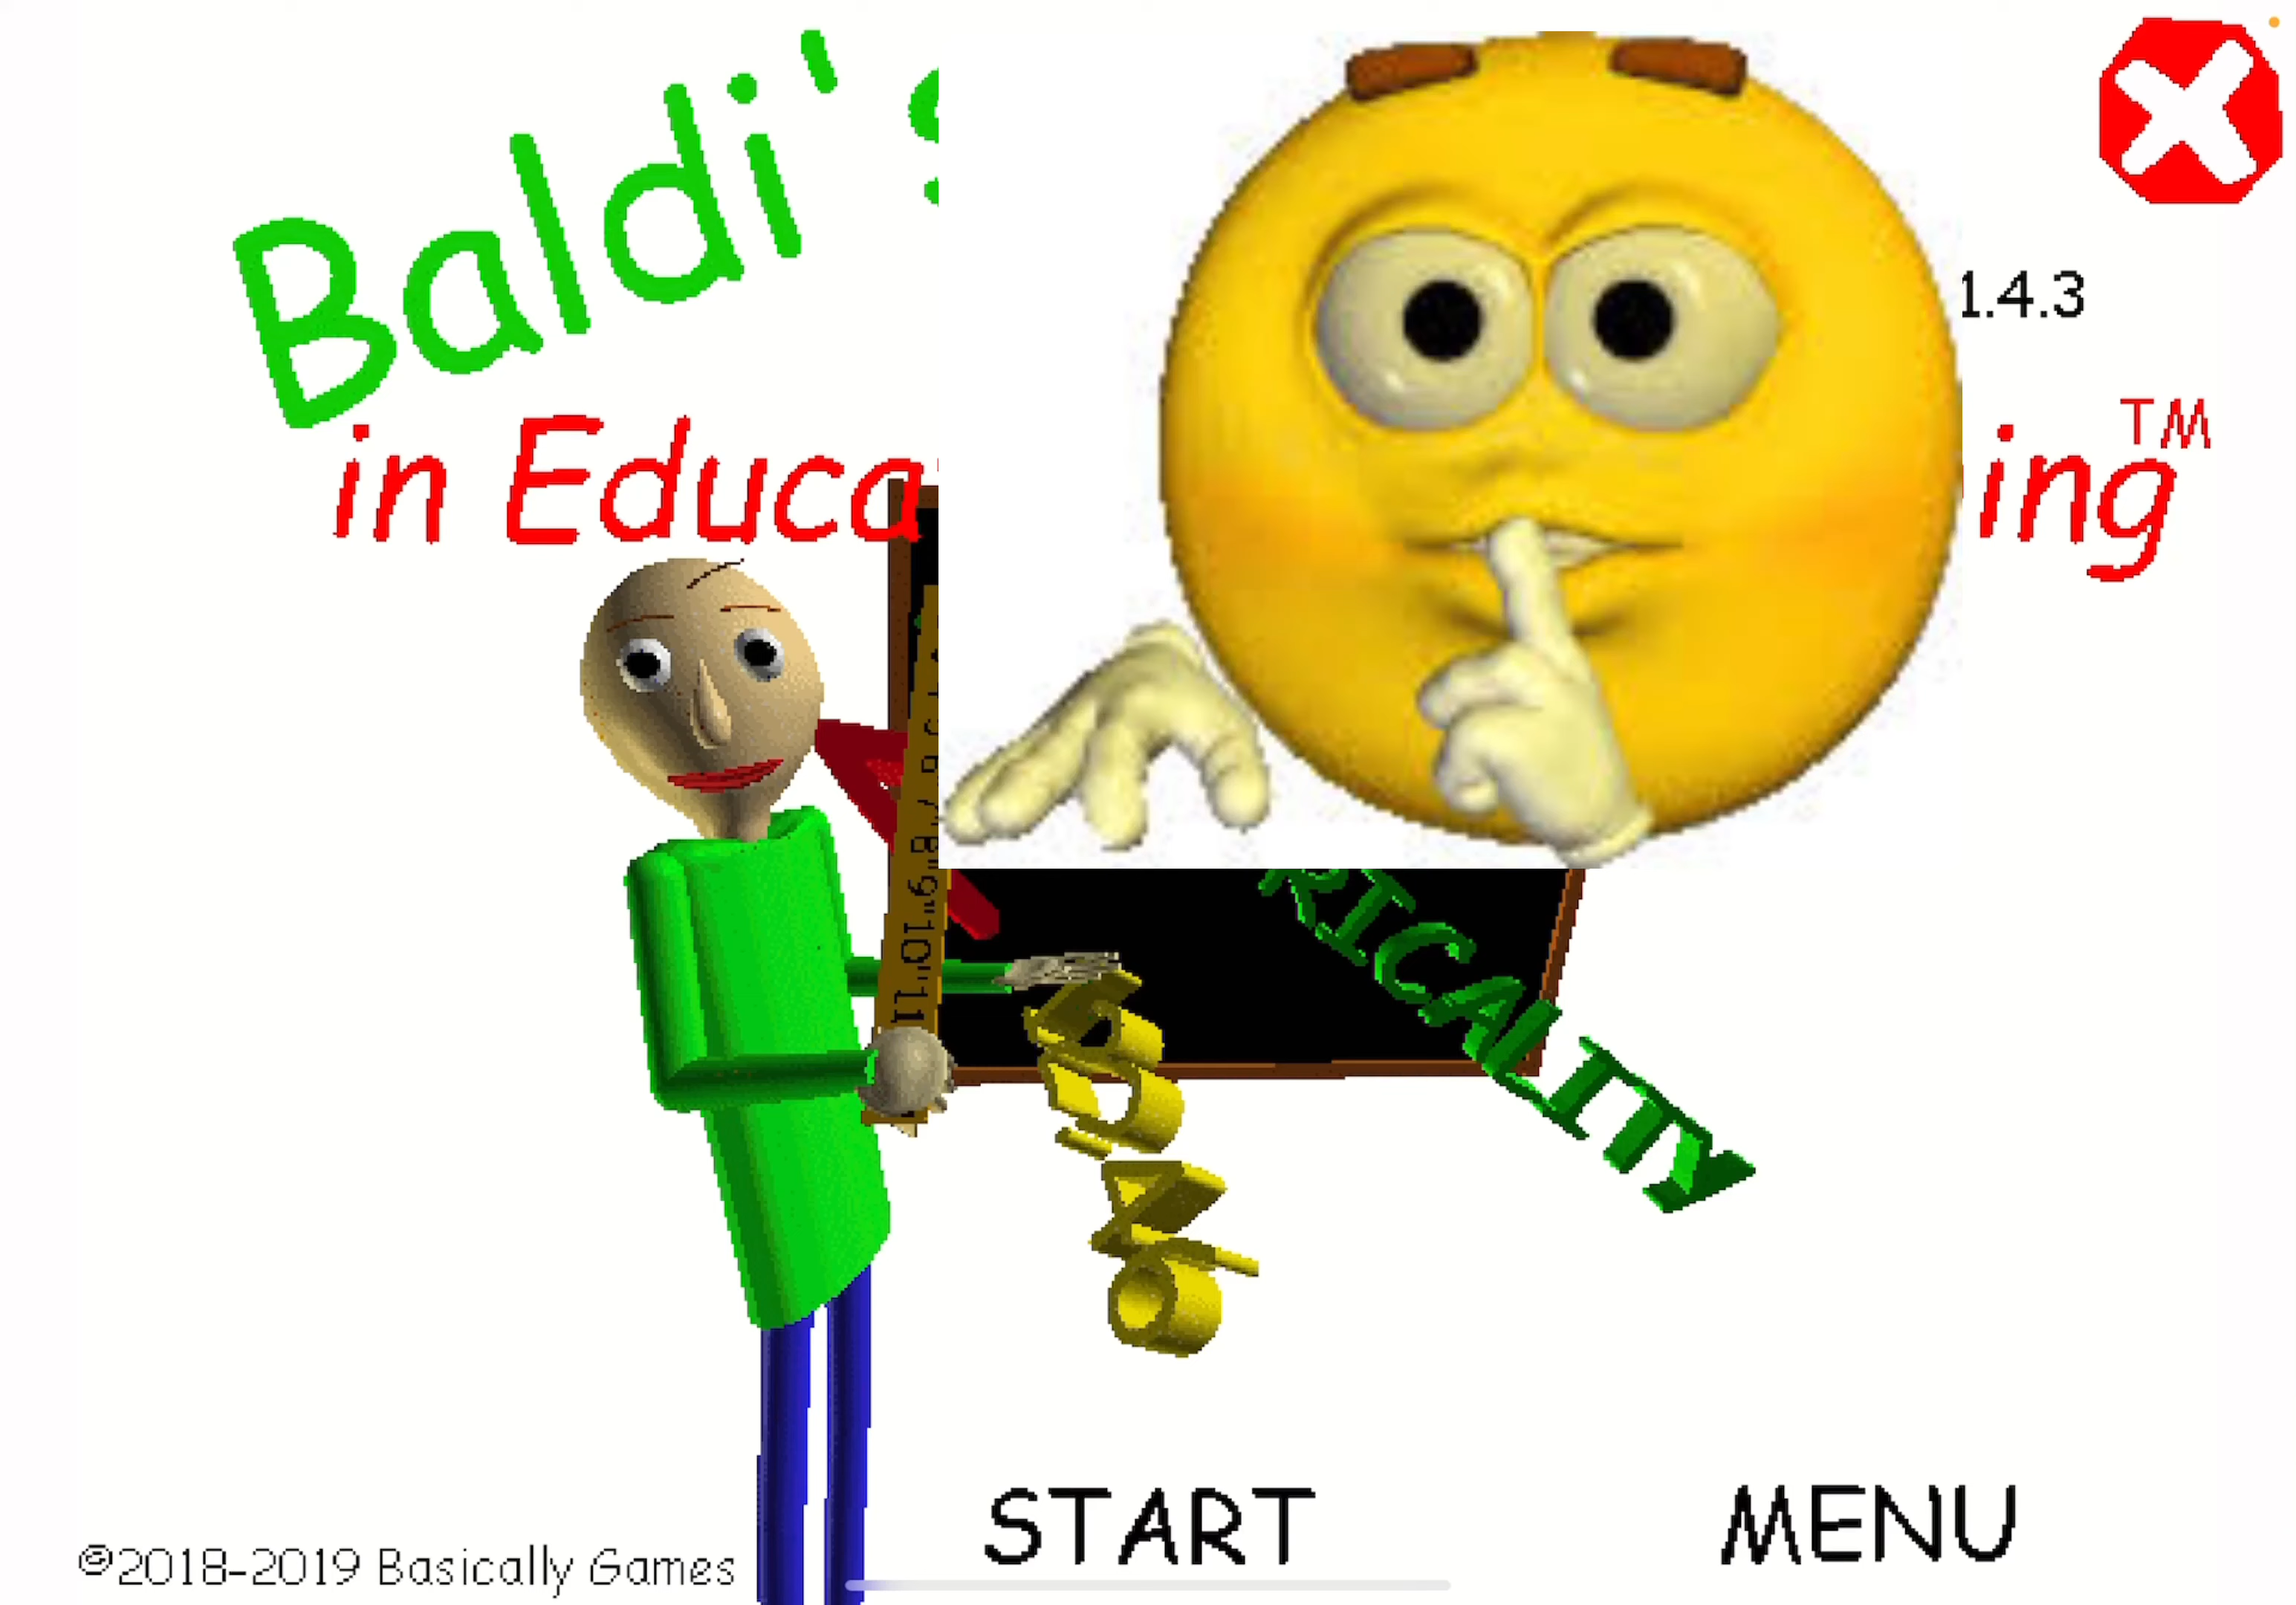 Baldi's
1.4.3
in Educa
ing™
RICALITY
START
MENU
©2018-2019 Basically Games